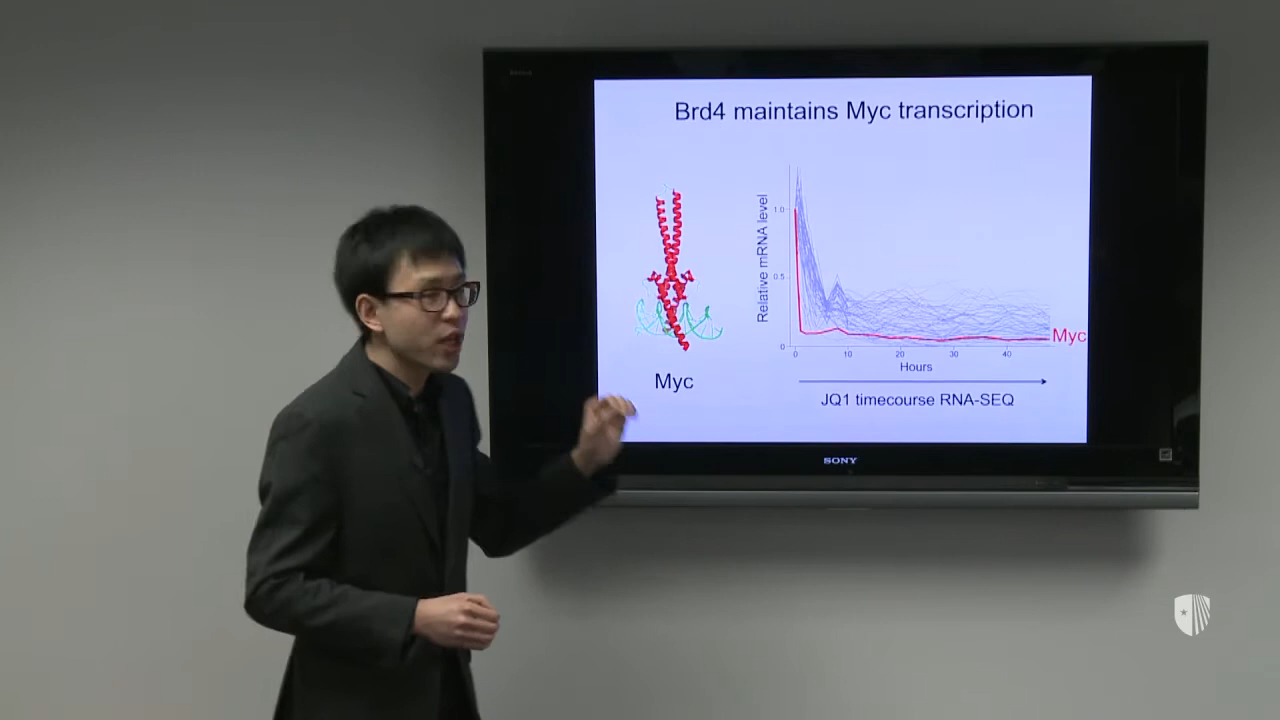 Brd4 maintains Myc transcription
Relative mRNA level
1.0
0.5
0
0
10
20
30
40
Hours
Myc
Myc
JQ1 timecourse RNA-SEQ
SONY